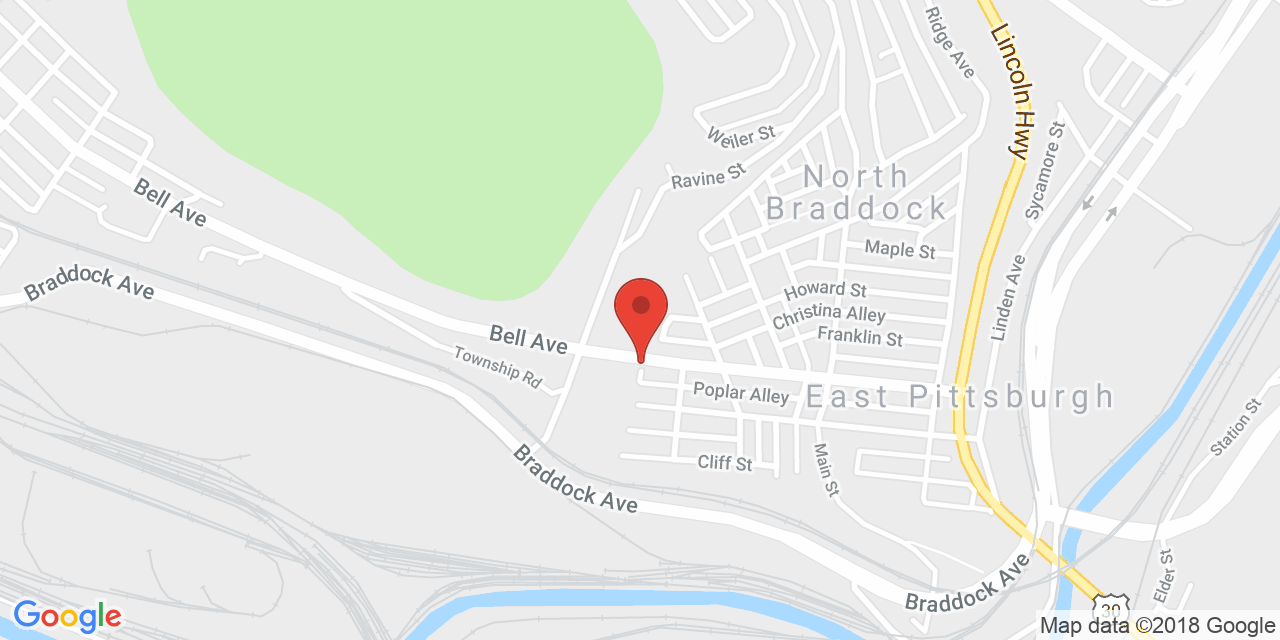 Ridge Ave
Lincoln Hwy
Weiler St
Sycamore St
Ravine St
North
Braddock
Bell Ave
Maple St
Braddock Ave
Howard St
Linden Ave
Christina Alley
Franklin St
Bell Ave
Township Rd
Poplar Alley
East Pittsburgh
Station St
Cliff St
Main St
Braddock Ave
Elder St
Braddock Ave
30
Google
Map data ©2018 Google